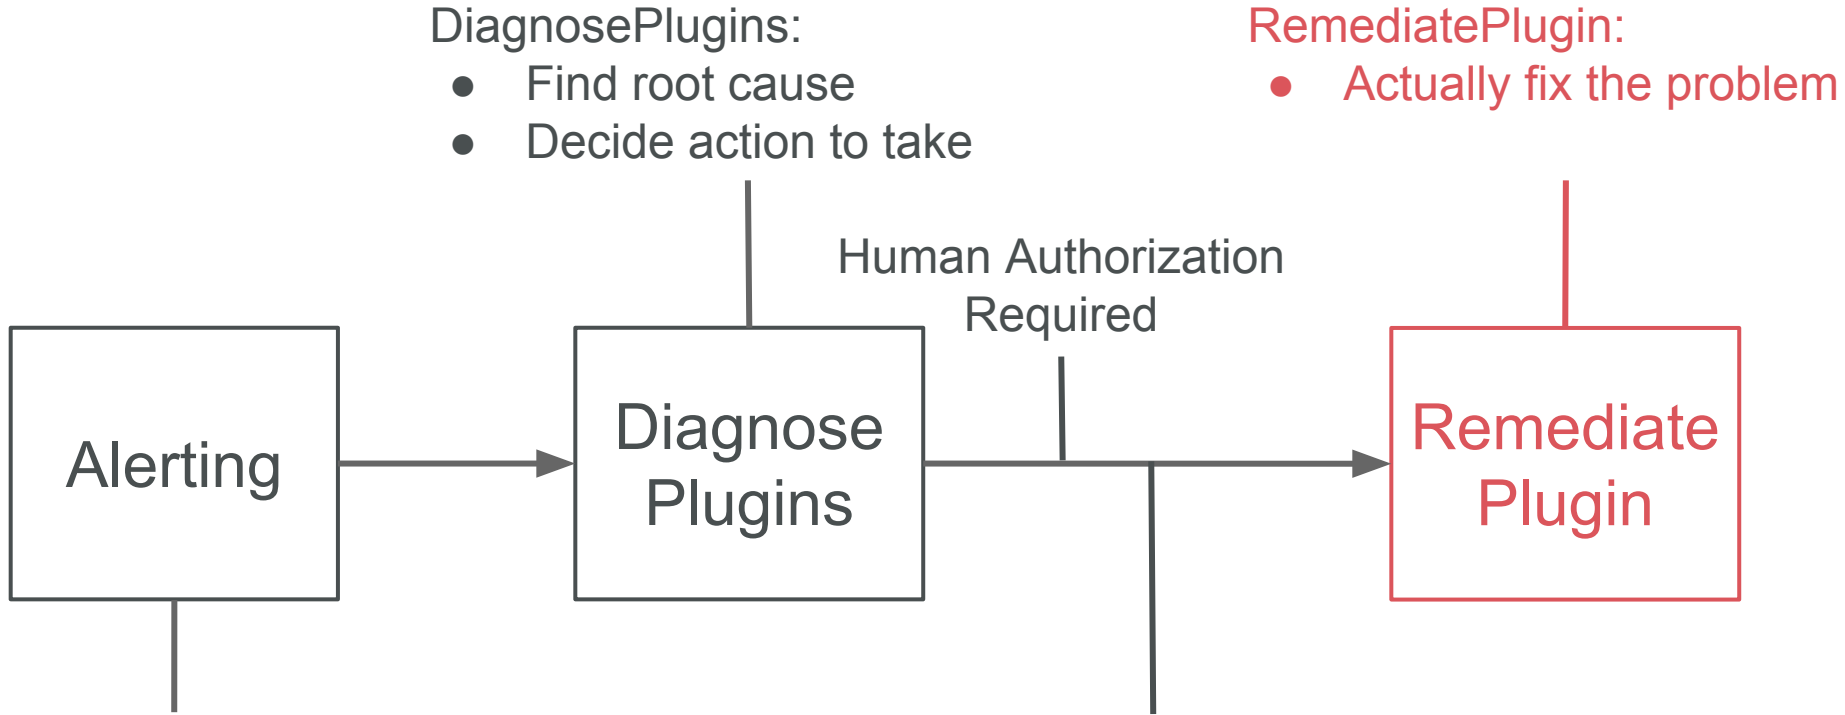 DiagnosePlugins:
● Find root cause
● Decide action to take
RemediatePlugin:
● Actually fix the problem
Human Authorization
Required
Alerting
Diagnose
Plugins
Remediate
Plugin